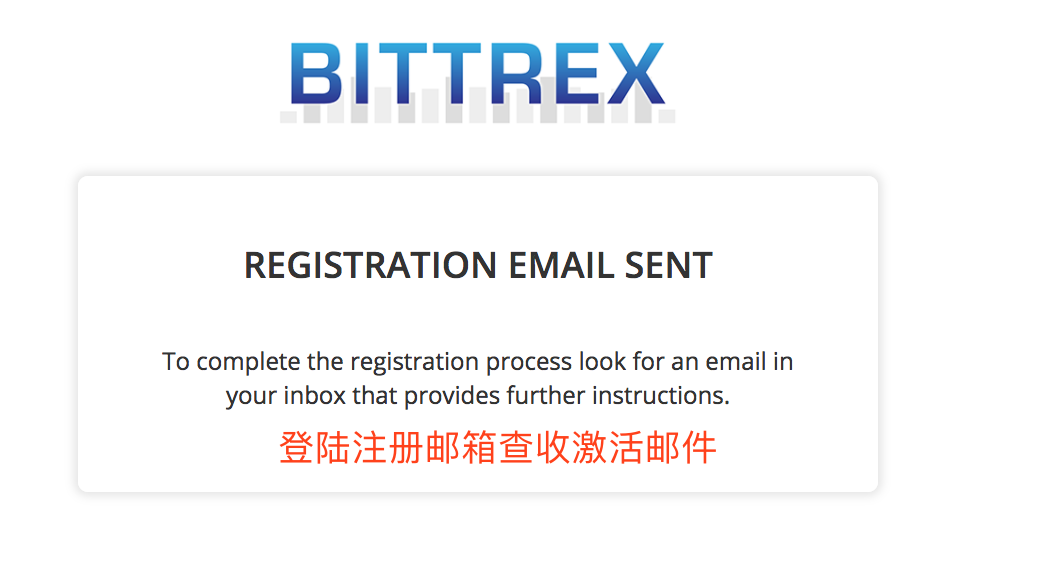 BITTREX
REGISTRATION EMAIL SENT
To complete the registration process look for an email in
your inbox that provides further instructions.
登陆注册邮箱查收激活邮件